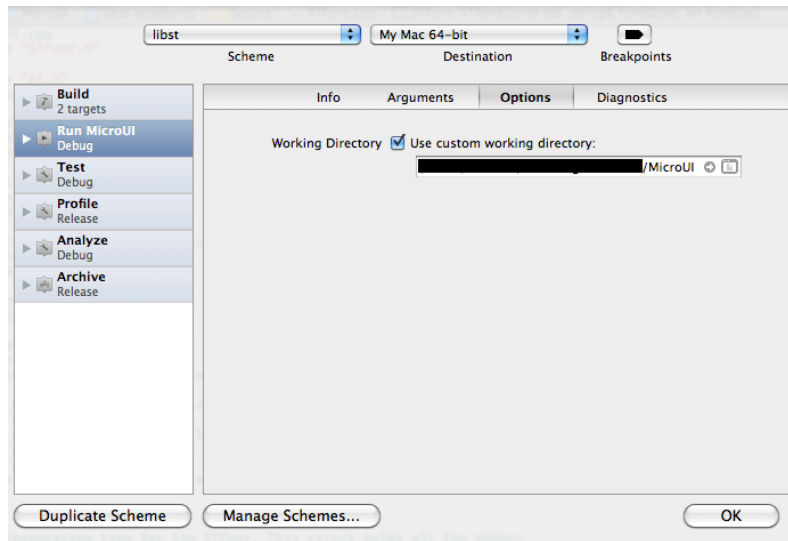 "STFont.h"
libst
My Mac 64-bit
Scheme
Destination
Breakpoints
Build
2 targets
Run MicroUI
Debug
Test
Debug
Profile
Release
Analyze
Debug
Archive
Release
Info
Arguments
Options
Diagnostics
Working Directory
Use custom working directory:
/MicroUI
Duplicate Scheme
Manage Schemes...
OK